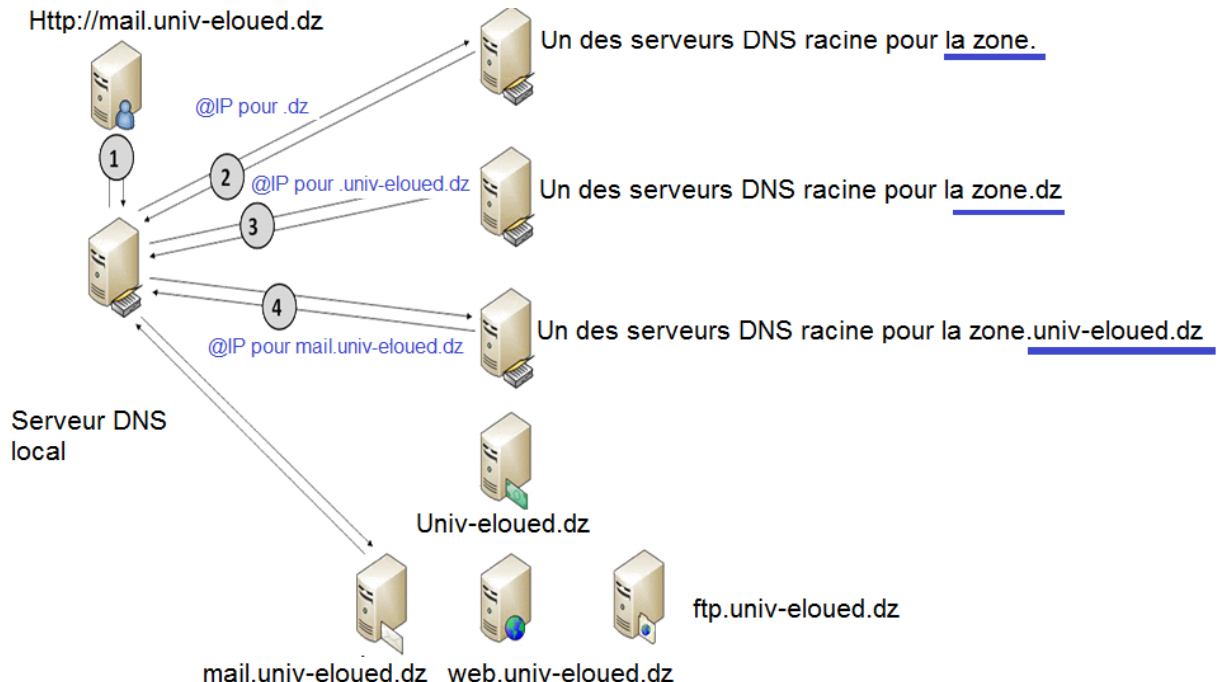 Http://mail.univ-eloued.dz
Un des serveurs DNS racine pour la zone.
@IP pour .dz
1
2
@IP pour .univ-eloued.dz
Un des serveurs DNS racine pour la zone.dz
3
4
Un des serveurs DNS racine pour la zone.univ-eloued.dz
@IP pour mail.univ-eloued.dz
Serveur DNS
local
Univ-eloued.dz
ftp.univ-eloued.dz
mail.univ-eloued.dz
web.univ-eloued.dz